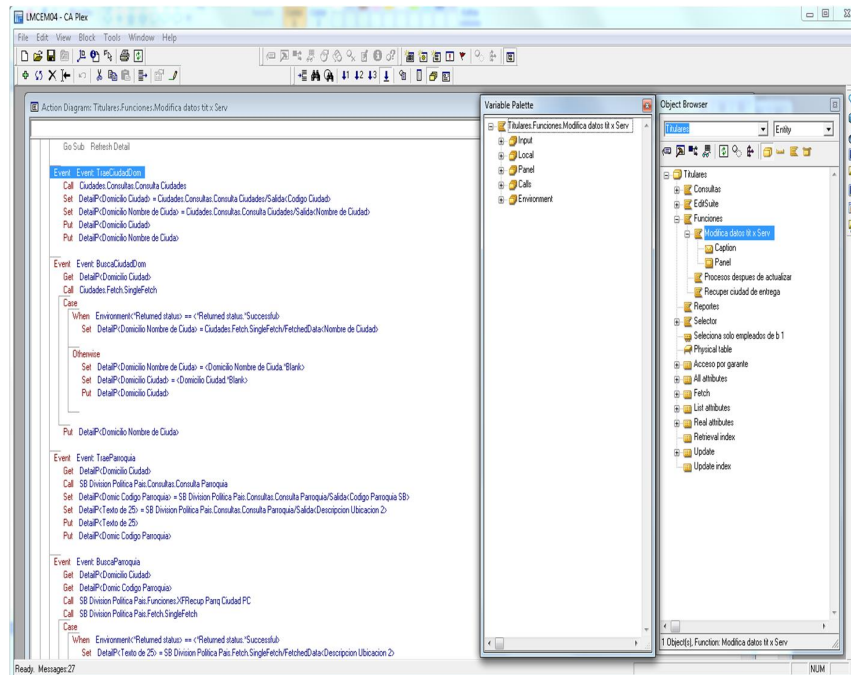 LMCEM04 - CA Plex
File Edit View Block Tools Window Help
Action Diagram: Titulares.Funciones.Modifica datos tit x Serv
Go Sub Refresh Detail
Event Event: TraeCiudadDom
Call Ciudades.Consultas.Consulta Ciudades
Set DetailP<Domicilio Ciudad> = Ciudades.Consultas.Consulta Ciudades/Salida<Codigo Ciudad>
Set DetailP<Domicilio Nombre de Ciuda> = Ciudades.Consultas.Consulta Ciudades/Salida<Nombre de Ciudad>
Put DetailP<Domicilio Ciudad>
Put DetailP<Domicilio Nombre de Ciuda>
Event Event: BuscaCiudadDom
Get DetailP<Domicilio Ciudad>
Call Ciudades.Fetch.SingleFetch
Case
When Environment<*Returned status> == <*Returned status.*Successful>
Set DetailP<Domicilio Nombre de Ciuda> = Ciudades.Fetch.SingleFetch/FetchedData<Nombre de Ciudad>
Otherwise
Set DetailP<Domicilio Nombre de Ciuda> = <Domicilio Nombre de Ciuda.*Blank>
Set DetailP<Domicilio Ciudad> = <Domicilio Ciudad.*Blank>
Put DetailP<Domicilio Ciudad>
Put DetailP<Domicilio Nombre de Ciuda>
Event Event: TraeParroquia
Get DetailP<Domicilio Ciudad>
Call SB Division Politica Pais.Consultas.Consulta Parroquia
Set DetailP<Domic Codigo Parroquia> = SB Division Politica Pais.Consultas.Consulta Parroquia/Salida<Codigo Parroquia SB>
Set DetailP<Texto de 25> = SB Division Politica Pais.Consultas.Consulta Parroquia/Salida<Descripcion Ubicacion 2>
Put DetailP<Texto de 25>
Put DetailP<Domic Codigo Parroquia>
Event Event: BuscaParroquia
Get DetailP<Domicilio Ciudad>
Get DetailP<Domic Codigo Parroquia>
Call SB Division Politica Pais.Funciones.XFRecup Parrq Ciudad PC
Call SB Division Politica Pais.Fetch.SingleFetch
Case
When Environment<*Returned status> == <*Returned status.*Successful>
Set DetailP<Texto de 25> = SB Division Politica Pais.Fetch.SingleFetch/FetchedData<Descripcion Ubicacion 2>
Variable Palette
Titulares.Funciones.Modifica datos tit x Serv
Input
Local
Panel
Calls
Environment
Object Browser
Titulares Entity
Titulares
Consultas
EditSuite
Funciones
Modifica datos tit x Serv
Caption
Panel
Procesos despues de actualizar
Recuper ciudad de entrega
Reportes
Selector
Seleciona solo empleados de b 1
Physical table
Acceso por garante
All attributes
Fetch
List attributes
Real attributes
Retrieval index
Update
Update index
1 Object(s), Function: Modifica datos tit x Serv
Ready. Messages:27
NUM